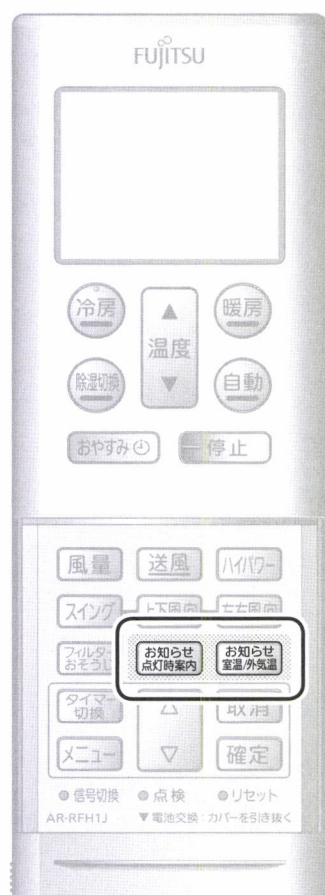 FUJITSU
冷房 ▲ 暖房
温度
除湿切換 ▼ 自動
おやすみ 停止
風量 送風 ハイパワー
スイング 上下風向 左右風向
フィルター お知らせ お知らせ
おそうじ 点灯時案内 室温/外気温
タイマー △ 取消
切換
メニュー ▽ 確定
信号切換 点検 リセット
AR-RFH1J ▼電池交換:カバーを引き抜く